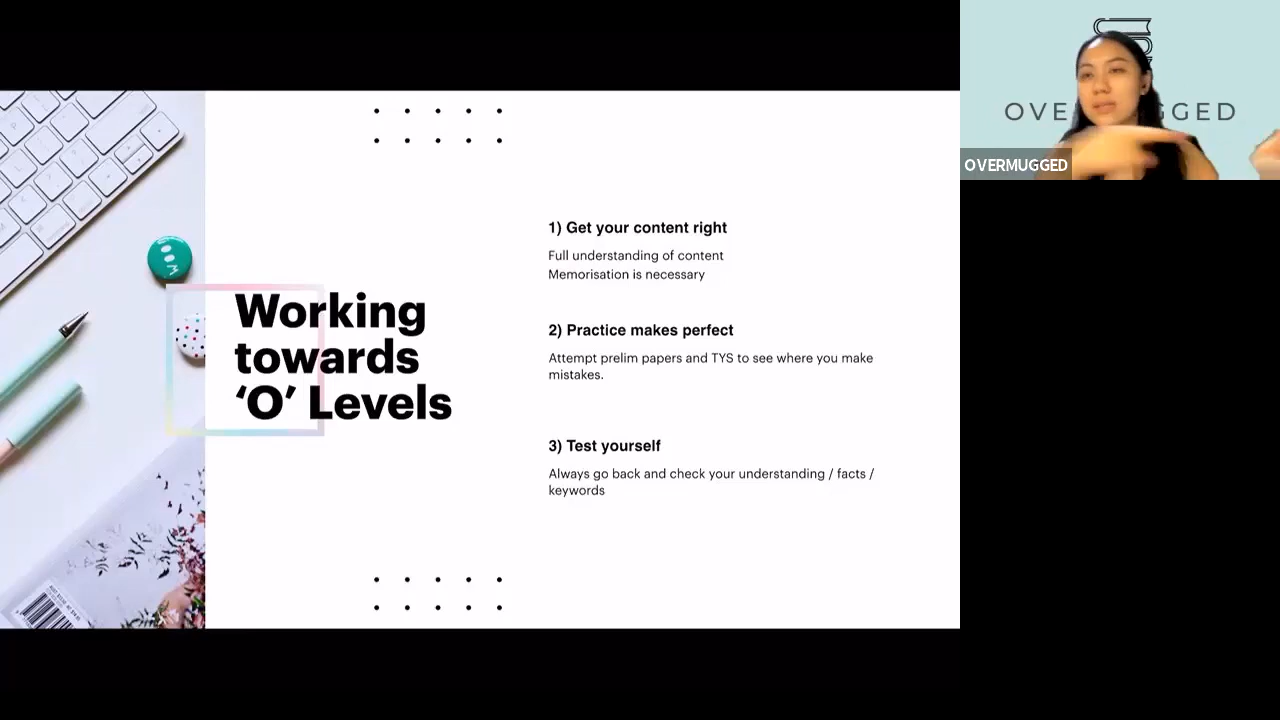 Working
towards
‘O’ Levels
1) Get your content right
Full understanding of content
Memorisation is necessary
2) Practice makes perfect
Attempt prelim papers and TYS to see where you make
mistakes.
3) Test yourself
Always go back and check your understanding / facts /
keywords
OVE GGED
OVERMUGGED